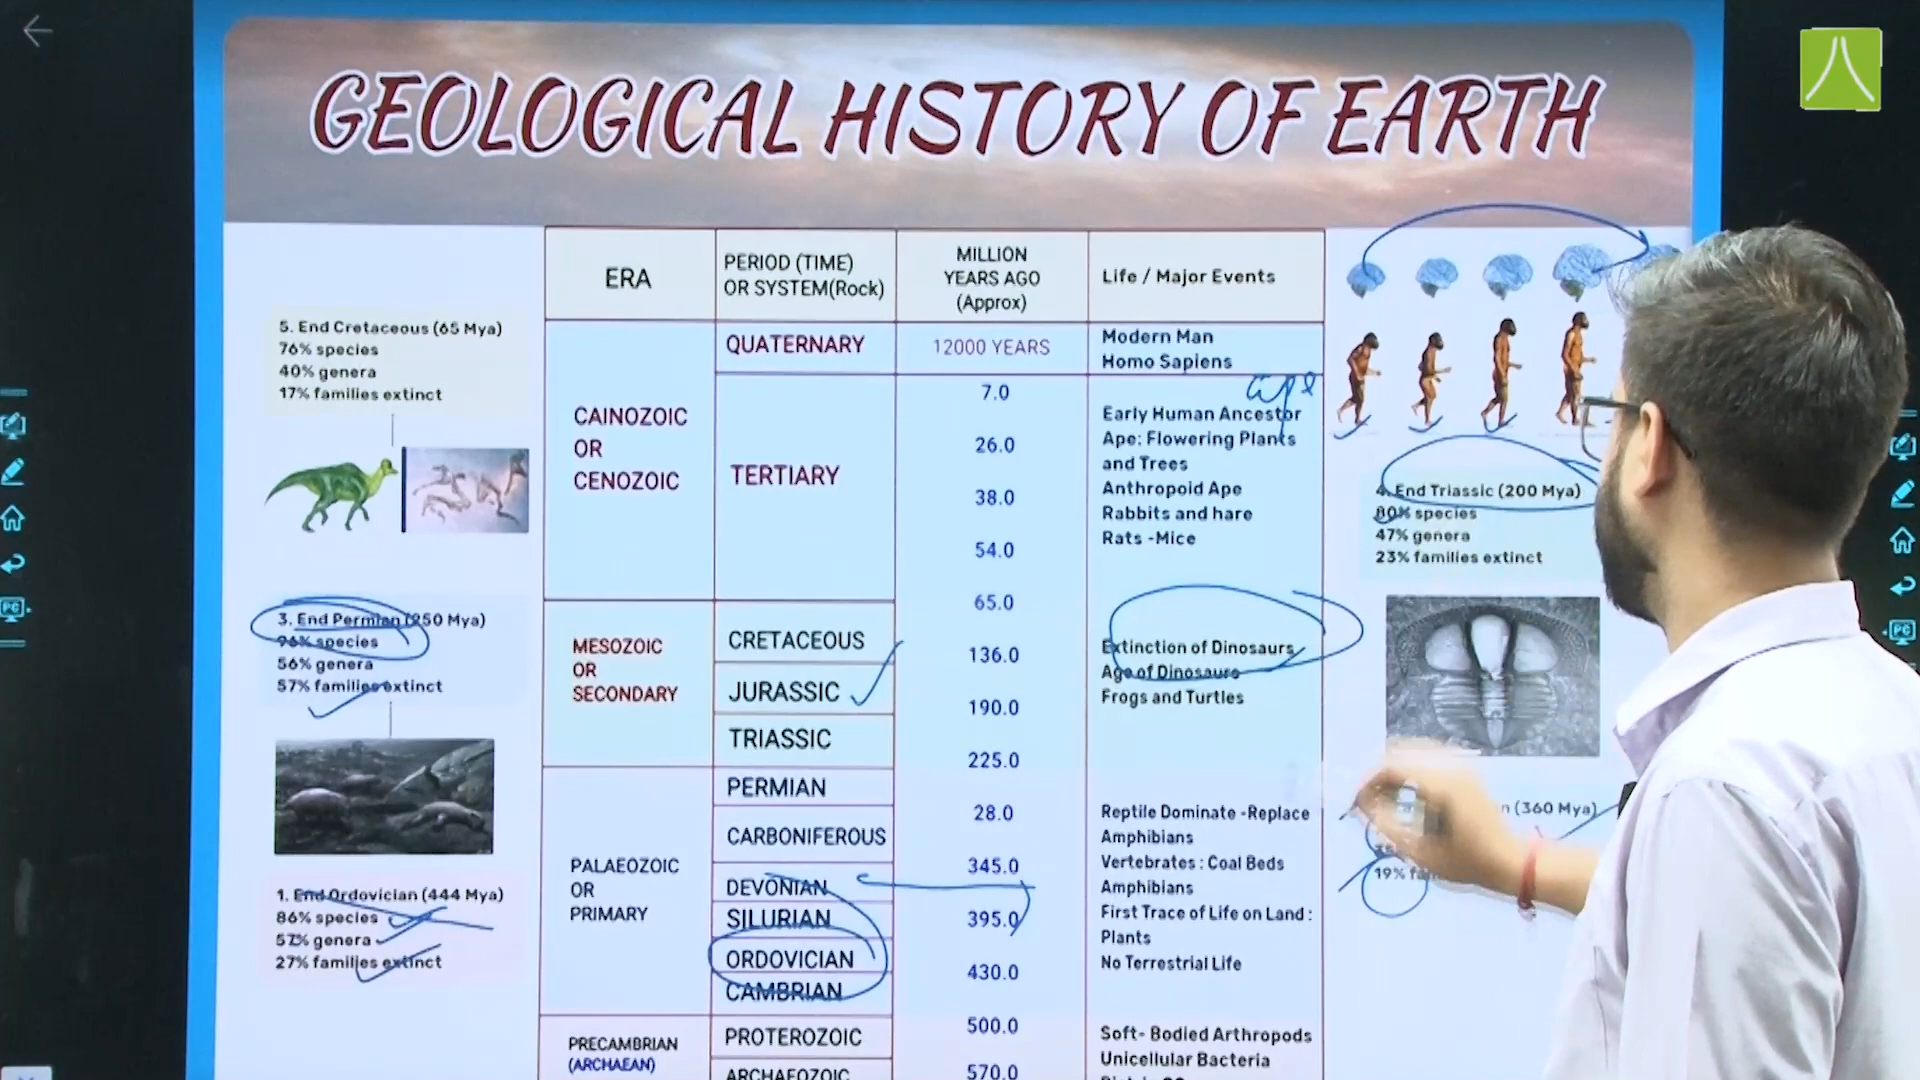 GEOLOGICAL HISTORY OF EARTH
5. End Cretaceous (65 Mya)
76% species
40% genera
17% families extinct
3. End Permian (250 Mya)
96% species
56% genera
57% families extinct
1. End Ordovician (444 Mya)
86% species
57% genera
27% families extinct
ERA
PERIOD (TIME)
OR SYSTEM(Rock)
MILLION
YEARS AGO
(Approx)
Life / Major Events
CAINOZOIC
OR
CENOZOIC
QUATERNARY
12000 YEARS
Modern Man
Homo Sapiens
TERTIARY
7.0
26.0
38.0
54.0
65.0
ape
Early Human Ancestor
Ape: Flowering Plants
and Trees
Anthropoid Ape
Rabbits and hare
Rats -Mice
MESOZOIC
OR
SECONDARY
CRETACEOUS
JURASSIC
TRIASSIC
136.0
190.0
225.0
Extinction of Dinosaurs
Age of Dinosaurs
Frogs and Turtles
PALAEOZOIC
OR
PRIMARY
PERMIAN
CARBONIFEROUS
DEVONIAN
SILURIAN
ORDOVICIAN
CAMBRIAN
28.0
345.0
395.0
430.0
500.0
Reptile Dominate -Replace
Amphibians
Vertebrates : Coal Beds
Amphibians
First Trace of Life on Land :
Plants
No Terrestrial Life
PRECAMBRIAN
(ARCHAEAN)
PROTEROZOIC
ARCHAEOZOIC
570.0
Soft- Bodied Arthropods
Unicellular Bacteria
4. End Triassic (200 Mya)
80% species
47% genera
23% families extinct
(360 Mya)
19%
PC
PC